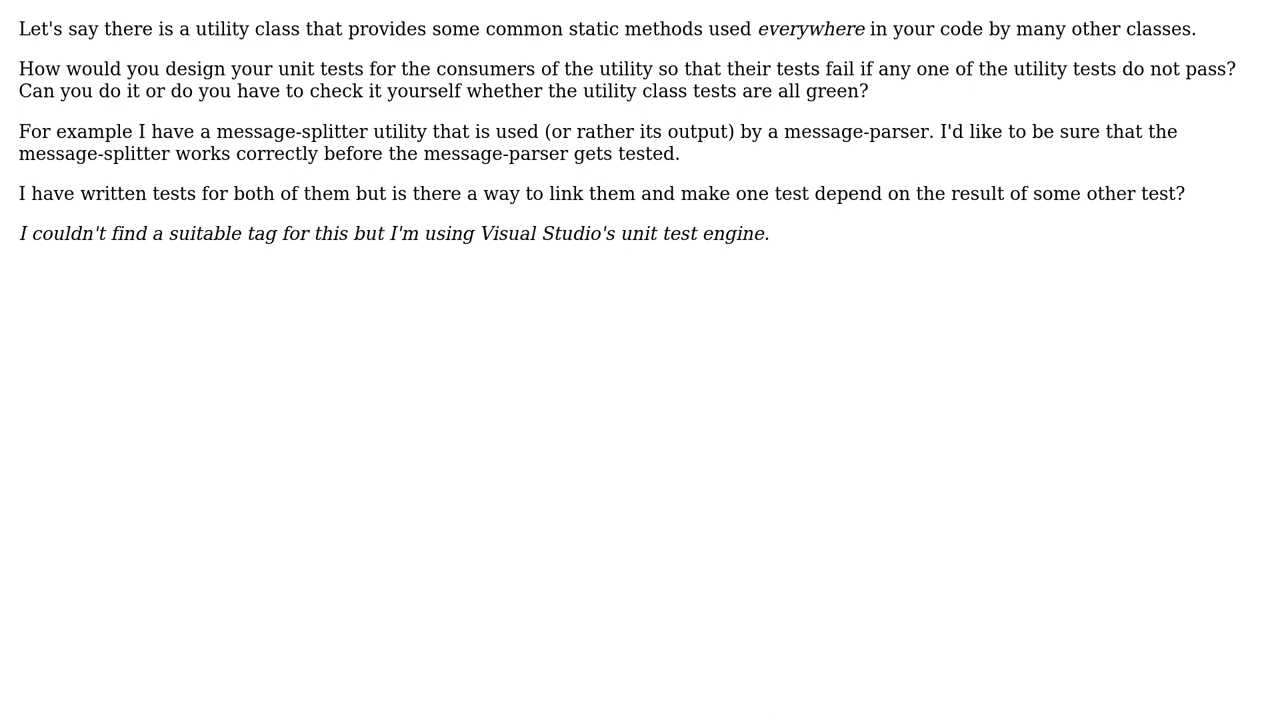 Let's say there is a utility class that provides some common static methods used everywhere in your code by many other classes.
How would you design your unit tests for the consumers of the utility so that their tests fail if any one of the utility tests do not pass?
Can you do it or do you have to check it yourself whether the utility class tests are all green?
For example I have a message-splitter utility that is used (or rather its output) by a message-parser. I'd like to be sure that the
message-splitter works correctly before the message-parser gets tested.
I have written tests for both of them but is there a way to link them and make one test depend on the result of some other test?
I couldn't find a suitable tag for this but I'm using Visual Studio's unit test engine.